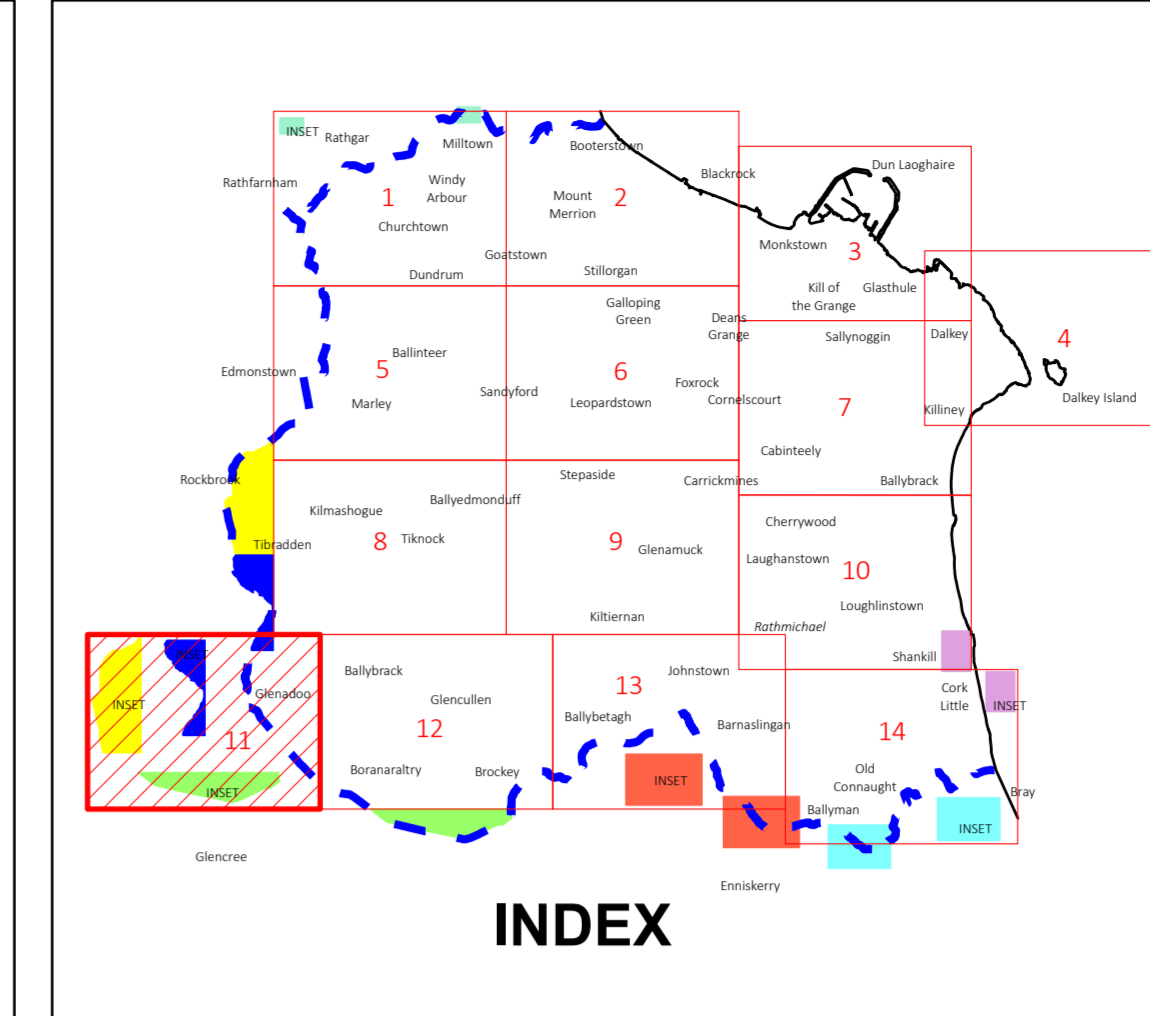 INSET
Rathgar
Milltown
Booterstown
Rathfarnham
Windy
Arbour
1
Churchtown
Goatstown
Dundrum
Mount
Merrion
2
Stillorgan
Blackrock
Dun Laoghaire
Monkstown
3
Kill of
the Grange
Glasthule
Dalkey
4
Dalkey Island
Killiney
Edmonstown
Ballinteer
5
Marley
Sandyford
Galloping
Green
Deans
Grange
6
Foxrock
Leopardstown
Cornelscourt
Sallynoggin
7
Cabinteely
Ballybrack
Rockbrook
Tibradden
Kilmashogue
Ballyedmonduff
8
Tiknock
Stepaside
Carrickmines
9
Glenamuck
Kiltiernan
Cherrywood
Laughanstown
10
Loughlinstown
Rathmichael
Shankill
INSET
INSET
Glenadoo
11
INSET
Ballybrack
Glencullen
12
Boranaraltry
Brockey
Johnstown
13
Ballybetagh
Barnaslingan
INSET
Cork
Little
INSET
14
Old
Connaught
Ballyman
Bray
INSET
Glencree
Enniskerry
INDEX